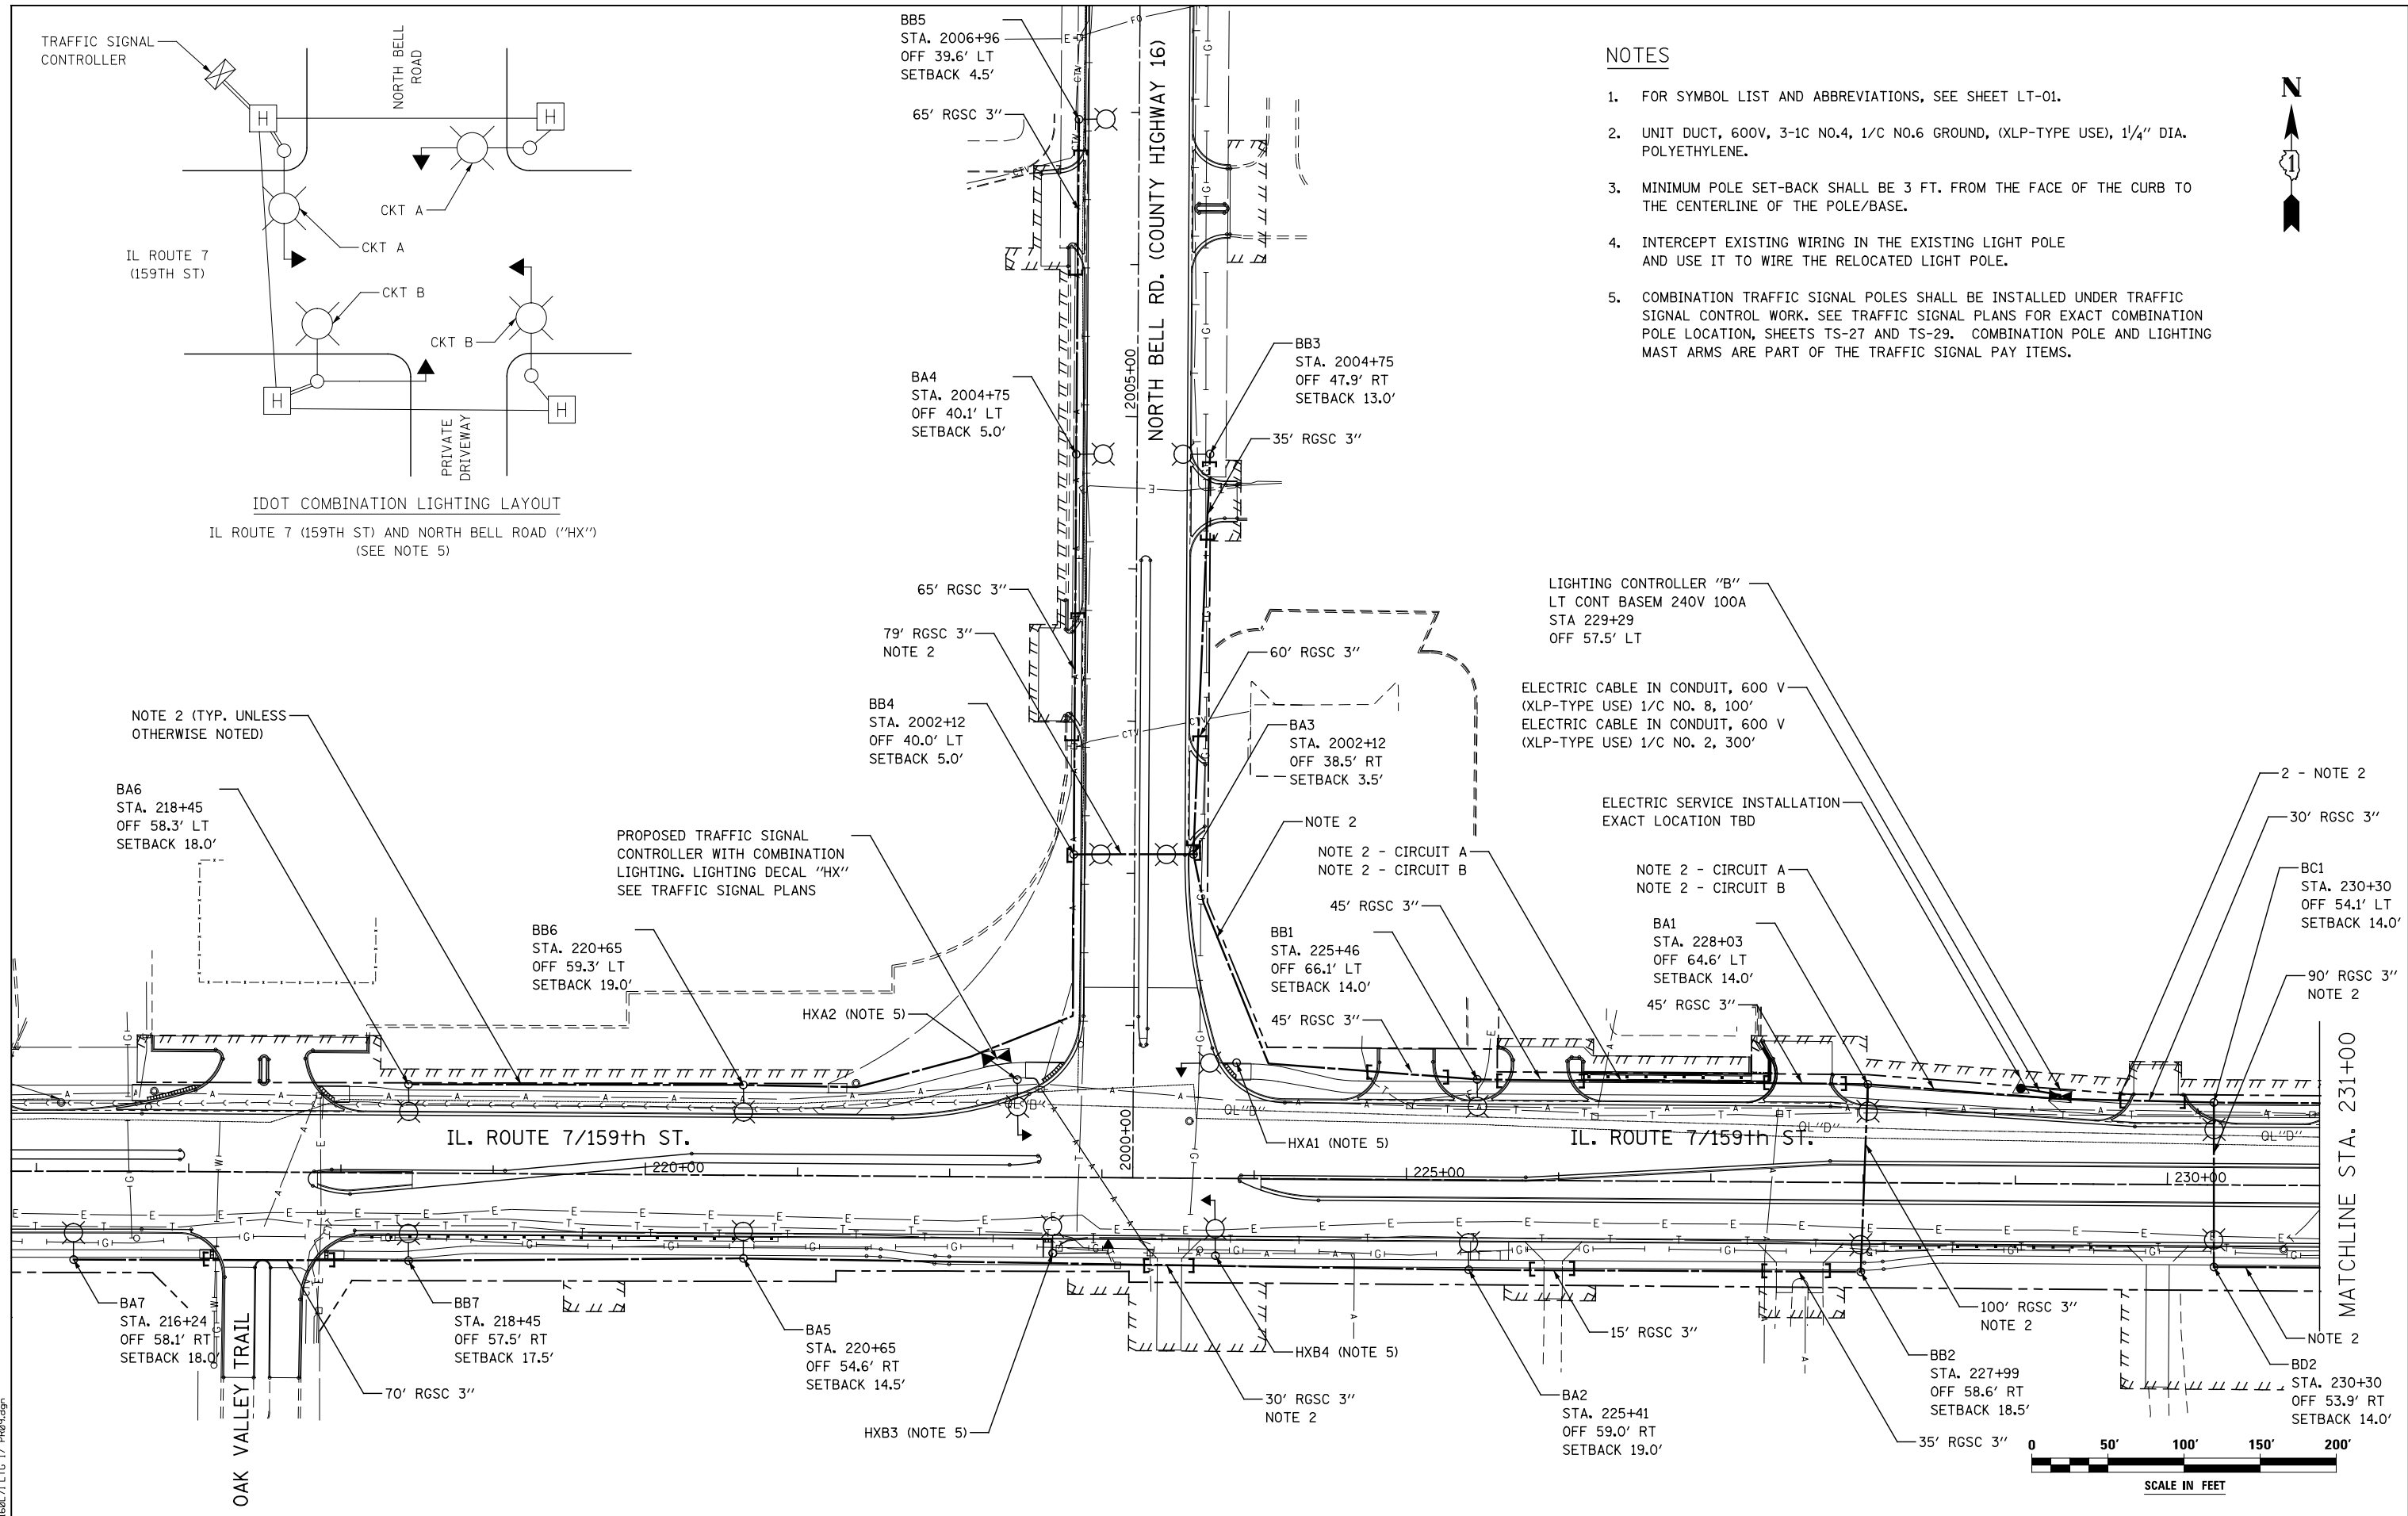 TRAFFIC SIGNAL
CONTROLLER
NORTH BELL
ROAD
H
H
CKT A
CKT A
IL ROUTE 7
(159TH ST)
CKT B
CKT B
H
H
PRIVATE
DRIVEWAY
IDOT COMBINATION LIGHTING LAYOUT
IL ROUTE 7 (159TH ST) AND NORTH BELL ROAD ("HX")
(SEE NOTE 5)
NOTES
1. FOR SYMBOL LIST AND ABBREVIATIONS, SEE SHEET LT-01.
2. UNIT DUCT, 600V, 3-1C NO.4, 1/C NO.6 GROUND, (XLP-TYPE USE), 1 1/4" DIA.
POLYETHYLENE.
3. MINIMUM POLE SET-BACK SHALL BE 3 FT. FROM THE FACE OF THE CURB TO
THE CENTERLINE OF THE POLE/BASE.
4. INTERCEPT EXISTING WIRING IN THE EXISTING LIGHT POLE
AND USE IT TO WIRE THE RELOCATED LIGHT POLE.
5. COMBINATION TRAFFIC SIGNAL POLES SHALL BE INSTALLED UNDER TRAFFIC
SIGNAL CONTROL WORK. SEE TRAFFIC SIGNAL PLANS FOR EXACT COMBINATION
POLE LOCATION, SHEETS TS-27 AND TS-29. COMBINATION POLE AND LIGHTING
MAST ARMS ARE PART OF THE TRAFFIC SIGNAL PAY ITEMS.
N
1
BB5
STA. 2006+96
OFF 39.6' LT
SETBACK 4.5'
65' RGSC 3"
NORTH BELL RD. (COUNTY HIGHWAY 16)
2005+00
BB3
STA. 2004+75
OFF 47.9' RT
SETBACK 13.0'
BA4
STA. 2004+75
OFF 40.1' LT
SETBACK 5.0'
35' RGSC 3"
65' RGSC 3"
79' RGSC 3"
NOTE 2
60' RGSC 3"
BB4
STA. 2002+12
OFF 40.0' LT
SETBACK 5.0'
BA3
STA. 2002+12
OFF 38.5' RT
SETBACK 3.5'
LIGHTING CONTROLLER "B"
LT CONT BASEM 240V 100A
STA 229+29
OFF 57.5' LT
ELECTRIC CABLE IN CONDUIT, 600 V
(XLP-TYPE USE) 1/C NO. 8, 100'
ELECTRIC CABLE IN CONDUIT, 600 V
(XLP-TYPE USE) 1/C NO. 2, 300'
ELECTRIC SERVICE INSTALLATION
EXACT LOCATION TBD
2 - NOTE 2
30' RGSC 3"
NOTE 2 (TYP. UNLESS
OTHERWISE NOTED)
BA6
STA. 218+45
OFF 58.3' LT
SETBACK 18.0'
PROPOSED TRAFFIC SIGNAL
CONTROLLER WITH COMBINATION
LIGHTING. LIGHTING DECAL "HX"
SEE TRAFFIC SIGNAL PLANS
NOTE 2
NOTE 2 - CIRCUIT A
NOTE 2 - CIRCUIT B
NOTE 2 - CIRCUIT A
NOTE 2 - CIRCUIT B
BC1
STA. 230+30
OFF 54.1' LT
SETBACK 14.0'
45' RGSC 3"
BB6
STA. 220+65
OFF 59.3' LT
SETBACK 19.0'
BB1
STA. 225+46
OFF 66.1' LT
SETBACK 14.0'
BA1
STA. 228+03
OFF 64.6' LT
SETBACK 14.0'
90' RGSC 3"
NOTE 2
HXA2 (NOTE 5)
45' RGSC 3"
45' RGSC 3"
HXA1 (NOTE 5)
2000+00
IL. ROUTE 7/159th ST.
IL. ROUTE 7/159th ST.
QL"D"
QL"D"
QL"D"
220+00
225+00
230+00
MATCHLINE STA. 231+00
BA7
STA. 216+24
OFF 58.1' RT
SETBACK 18.0'
OAK VALLEY TRAIL
BB7
STA. 218+45
OFF 57.5' RT
SETBACK 17.5'
70' RGSC 3"
BA5
STA. 220+65
OFF 54.6' RT
SETBACK 14.5'
HXB3 (NOTE 5)
HXB4 (NOTE 5)
30' RGSC 3"
NOTE 2
15' RGSC 3"
BA2
STA. 225+41
OFF 59.0' RT
SETBACK 19.0'
100' RGSC 3"
NOTE 2
BB2
STA. 227+99
OFF 58.6' RT
SETBACK 18.5'
35' RGSC 3"
NOTE 2
BD2
STA. 230+30
OFF 53.9' RT
SETBACK 14.0'
0 50' 100' 150' 200'
SCALE IN FEET